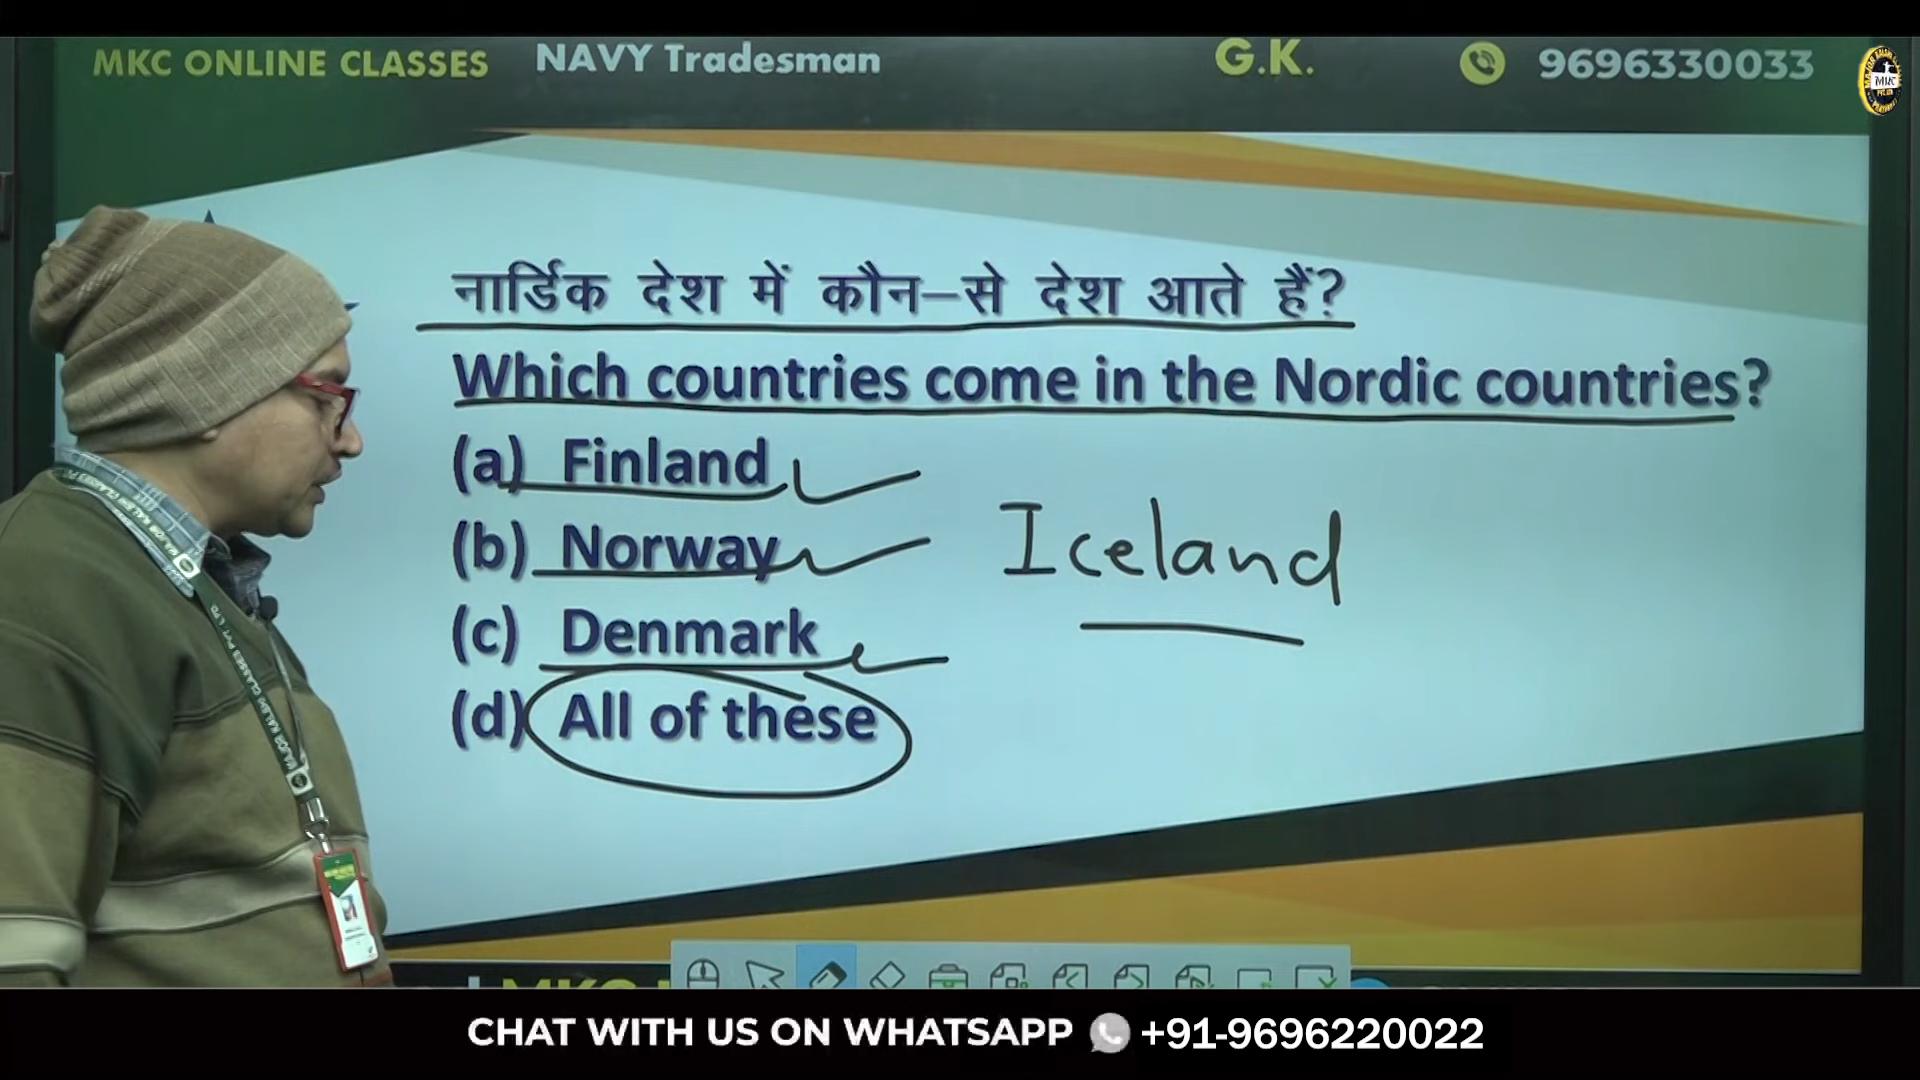 MKC ONLINE CLASSES NAVY Tradesman G.K. 9696330033
MIK
नार्डिक देश में कौन–से देश आते हैं?
Which countries come in the Nordic countries?
(a) Finland
(b) Norway
Iceland
(c) Denmark
(d) All of these
CHAT WITH US ON WHATSAPP +91-9696220022